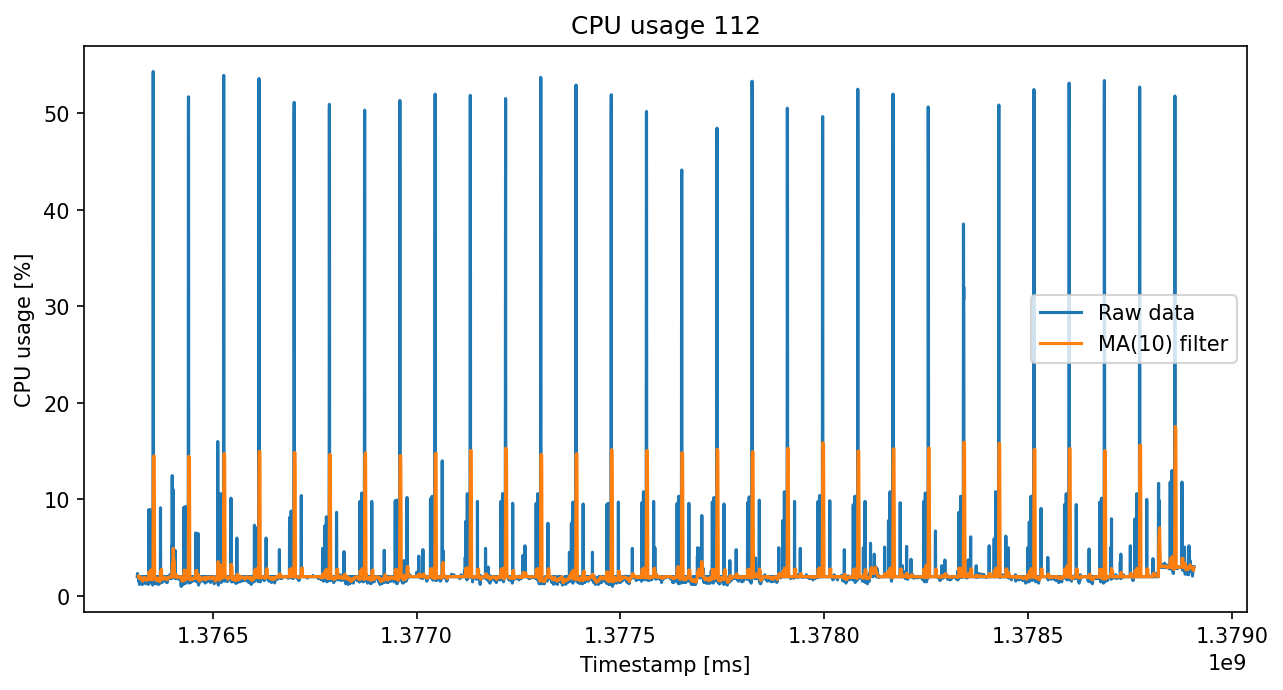 CPU usage 112
CPU usage [%]
50
40
30
20
10
0
Raw data
MA(10) filter
1.3765 1.3770 1.3775 1.3780 1.3785 1.3790
1e9
Timestamp [ms]